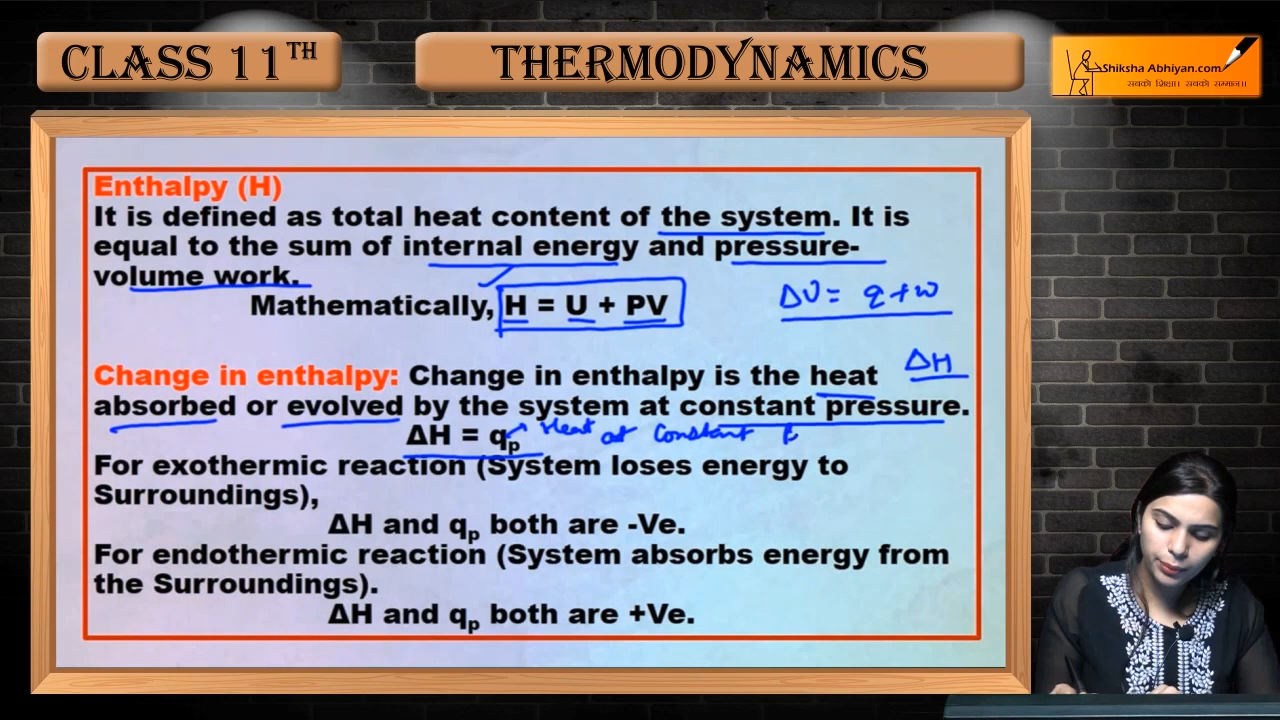 CLASS 11TH
THERMODYNAMICS
Shiksha Abhiyan.com
सबको शिक्षा। सबको सम्मान॥
Enthalpy (H)
It is defined as total heat content of the system. It is
equal to the sum of internal energy and pressure-
volume work.
Mathematically, H = U + PV
ΔU = q + w
Change in enthalpy: Change in enthalpy is the heat
ΔH
absorbed or evolved by the system at constant pressure.
ΔH = qp Heat at constant P
For exothermic reaction (System loses energy to
Surroundings),
ΔH and qp both are -Ve.
For endothermic reaction (System absorbs energy from
the Surroundings).
ΔH and qp both are +Ve.